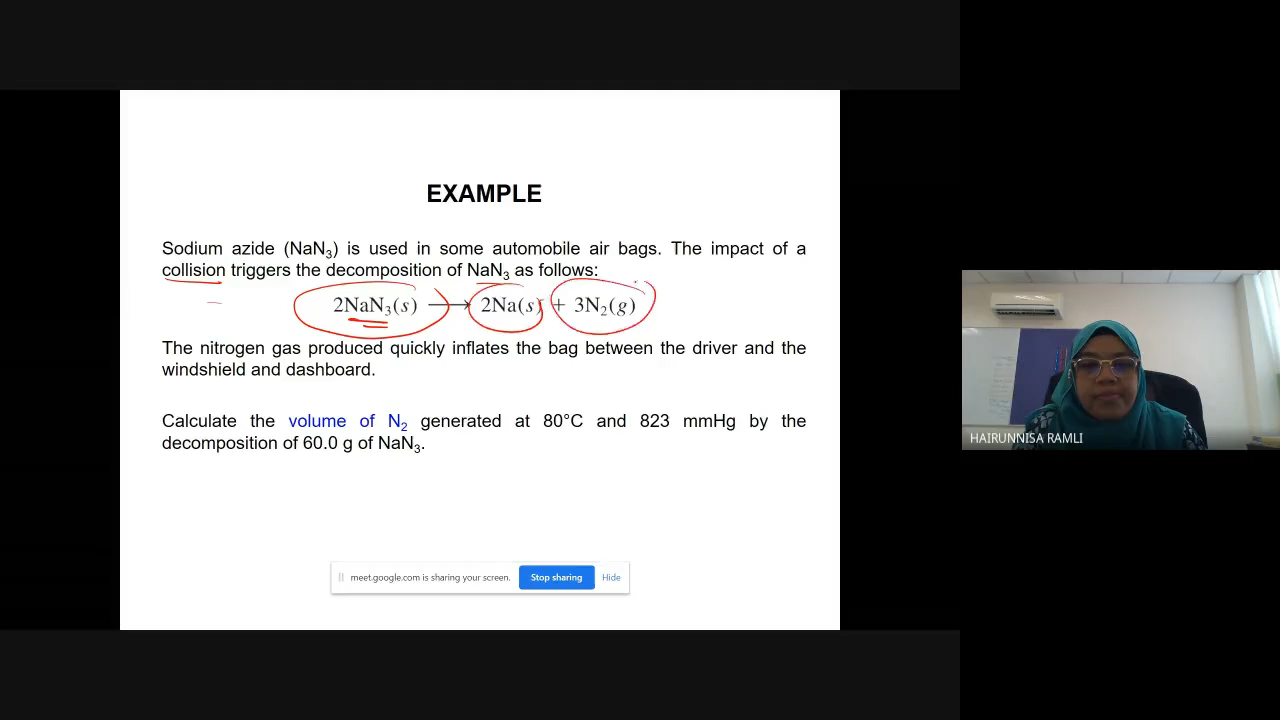 EXAMPLE
Sodium azide (NaN₃) is used in some automobile air bags. The impact of a
collision triggers the decomposition of NaN₃ as follows:
2NaN₃(s) ⟶ 2Na(s) + 3N₂(g)
The nitrogen gas produced quickly inflates the bag between the driver and the
windshield and dashboard.
Calculate the volume of N₂ generated at 80°C and 823 mmHg by the
decomposition of 60.0 g of NaN₃.
meet.google.com is sharing your screen. Stop sharing Hide
HAIRUNNISA RAMLI